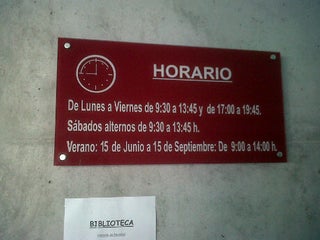 HORARIO
De Lunes a Viernes de 9:30 a 13:45 y de 17:00 a 19:45.
Sábados alternos de 9:30 a 13:45 h.
Verano: 15 de Junio a 15 de Septiembre: De 9:00 a 14:00 h.
BIBLIOTECA